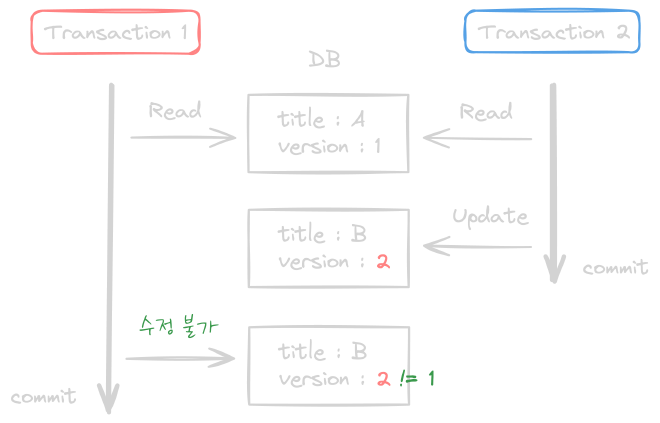 Transaction 1
Transaction 2
DB
Read
title : A
version : 1
Read
title : B
version : 2
Update
commit
수정 불가
title : B
version : 2 != 1
commit